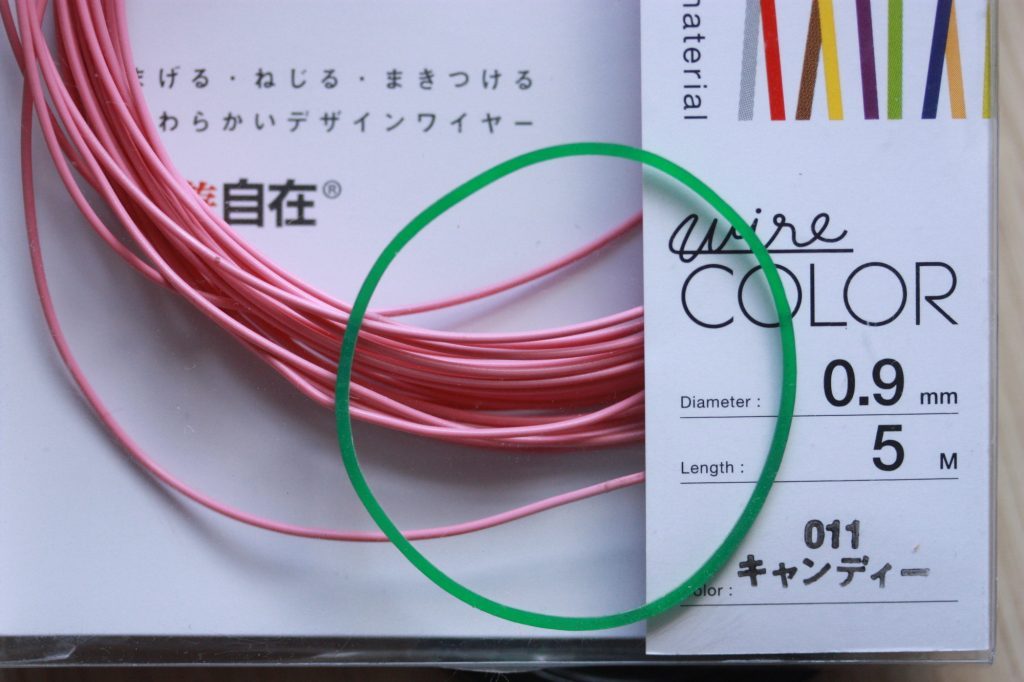 まげる・ねじる・まきつける
わらかいデザインワイヤー
自在®
material
wire
COLOR
Diameter : 0.9 mm
Length : 5 M
011
キャンディー
Color :